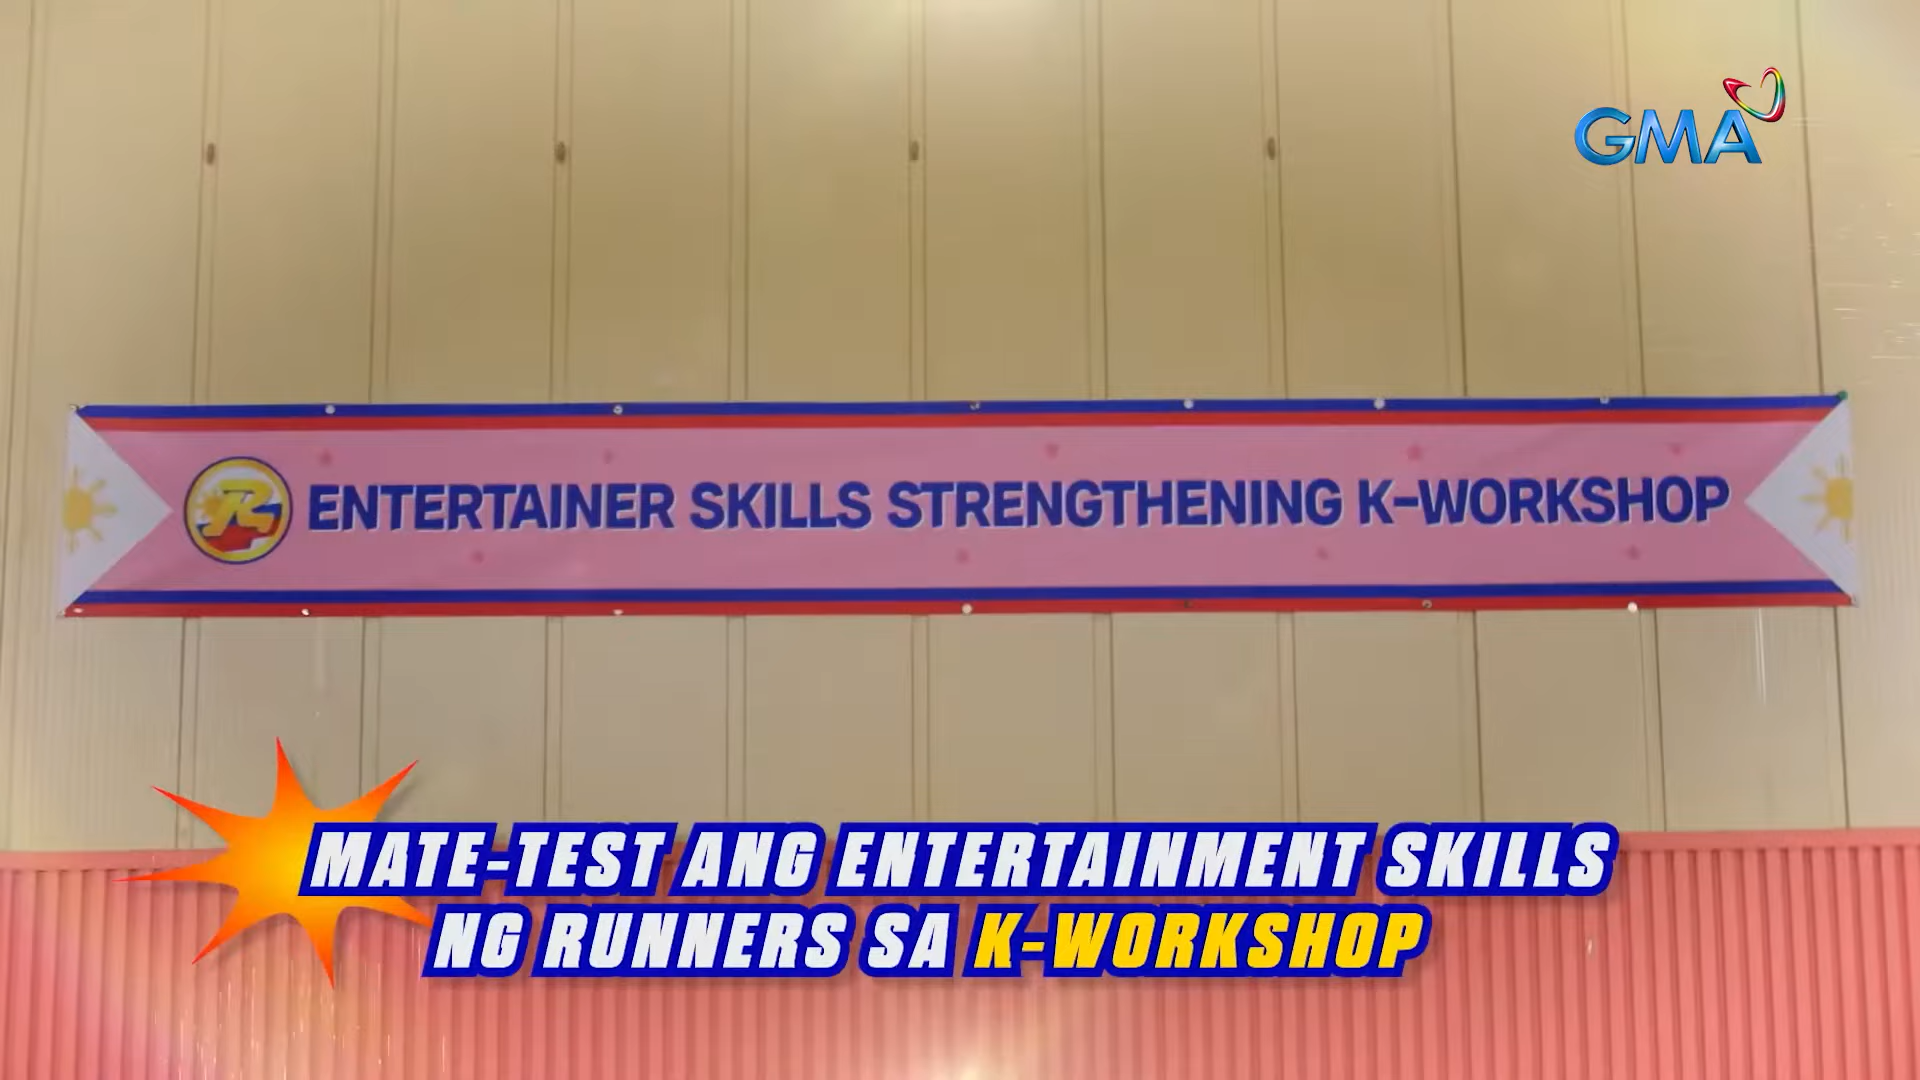 GMA
R ENTERTAINER SKILLS STRENGTHENING K-WORKSHOP
MATE-TEST ANG ENTERTAINMENT SKILLS
NG RUNNERS SA K-WORKSHOP